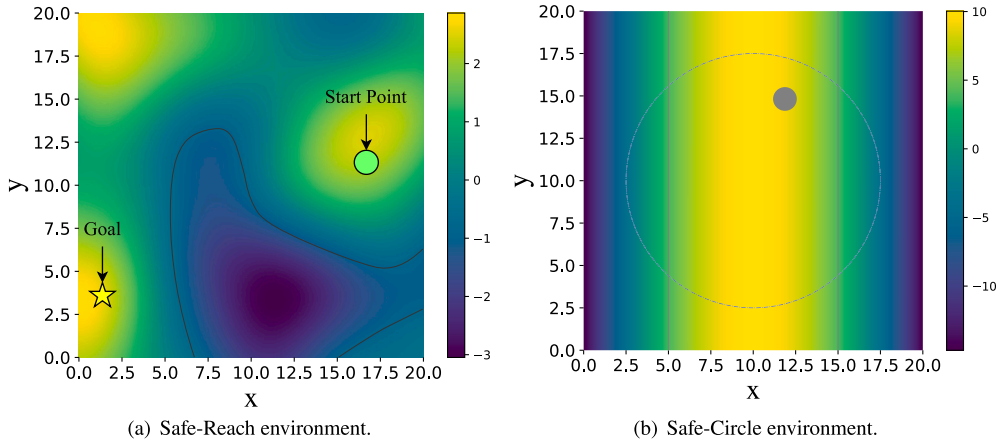 20.0
17.5
15.0
12.5
10.0
7.5
5.0
2.5
0.0
y
Start Point
Goal
0.0 2.5 5.0 7.5 10.0 12.5 15.0 17.5 20.0
x
2
1
0
−1
−2
−3
(a) Safe-Reach environment.
20.0
17.5
15.0
12.5
10.0
7.5
5.0
2.5
0.0
y
0.0 2.5 5.0 7.5 10.0 12.5 15.0 17.5 20.0
x
10
5
0
−5
−10
(b) Safe-Circle environment.